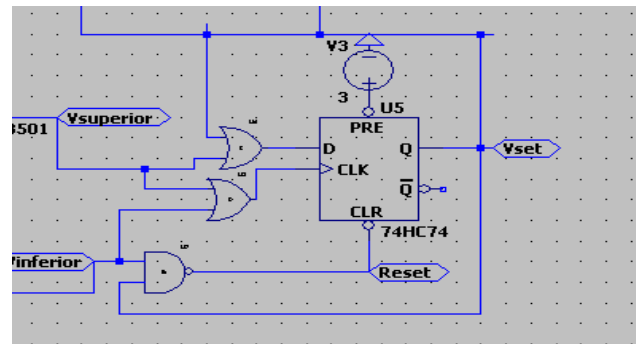 V3
3
U5
Vsuperior
3501
PRE
D
Q
Vset
CLK
Q
CLR
74HC74
Vinferior
Reset